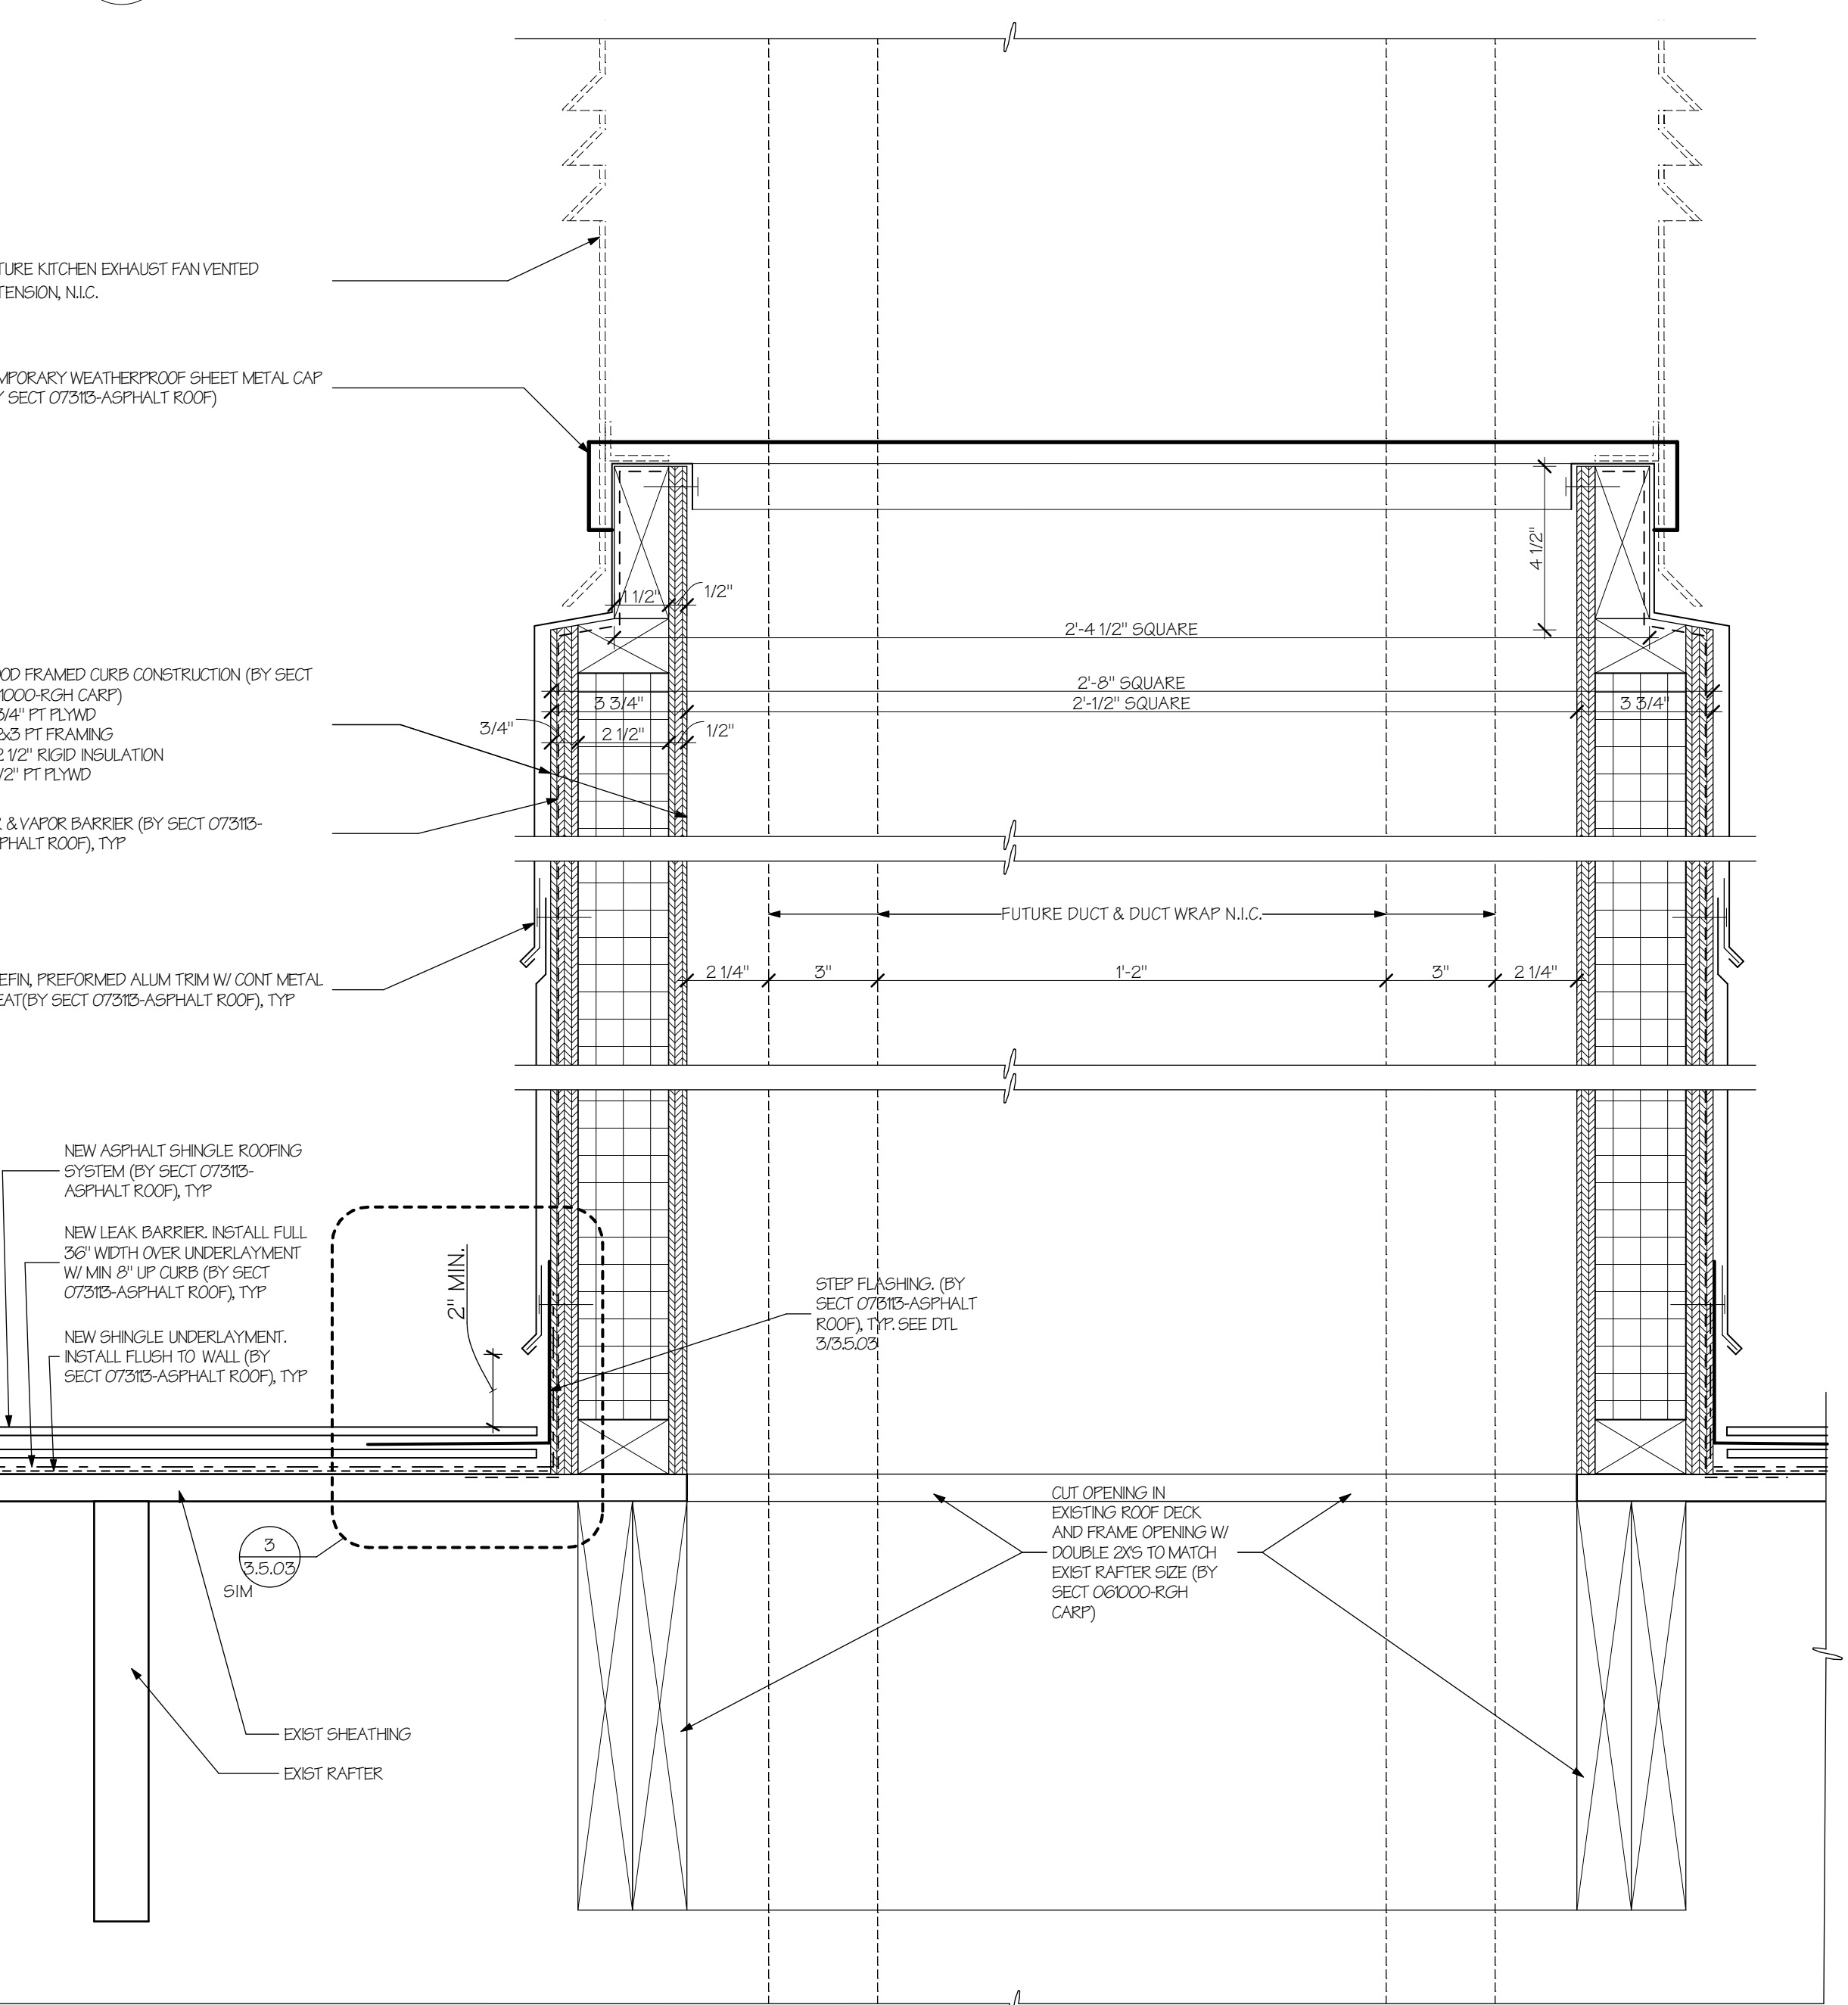 TURE KITCHEN EXHAUST FAN VENTED
TENSION, N.I.C.
MPORARY WEATHERPROOF SHEET METAL CAP
Y SECT 073113-ASPHALT ROOF)
4 1/2"
1 1/2"
1/2"
2'-4 1/2" SQUARE
OOD FRAMED CURB CONSTRUCTION (BY SECT
1000-RGH CARP)
3/4" PT PLYWD
2x3 PT FRAMING
2 1/2" RIGID INSULATION
1/2" PT PLYWD
2'-8" SQUARE
3 3/4"
2'-1/2" SQUARE
3 3/4"
3/4"
2 1/2"
1/2"
R & VAPOR BARRIER (BY SECT 073113-
PHALT ROOF), TYP
FUTURE DUCT & DUCT WRAP N.I.C.
EFIN, PREFORMED ALUM TRIM W/ CONT METAL
EAT(BY SECT 073113-ASPHALT ROOF), TYP
2 1/4"
3"
1'-2"
3"
2 1/4"
NEW ASPHALT SHINGLE ROOFING
SYSTEM (BY SECT 073113-
ASPHALT ROOF), TYP
NEW LEAK BARRIER. INSTALL FULL
36" WIDTH OVER UNDERLAYMENT
W/ MIN 8" UP CURB (BY SECT
073113-ASPHALT ROOF), TYP
NEW SHINGLE UNDERLAYMENT.
INSTALL FLUSH TO WALL (BY
SECT 073113-ASPHALT ROOF), TYP
2" MIN.
STEP FLASHING. (BY
SECT 073113-ASPHALT
ROOF), TYP. SEE DTL
3/3.5.03
CUT OPENING IN
EXISTING ROOF DECK
AND FRAME OPENING W/
DOUBLE 2X'S TO MATCH
EXIST RAFTER SIZE (BY
SECT 061000-RGH
CARP)
3
3.5.03
SIM
EXIST SHEATHING
EXIST RAFTER